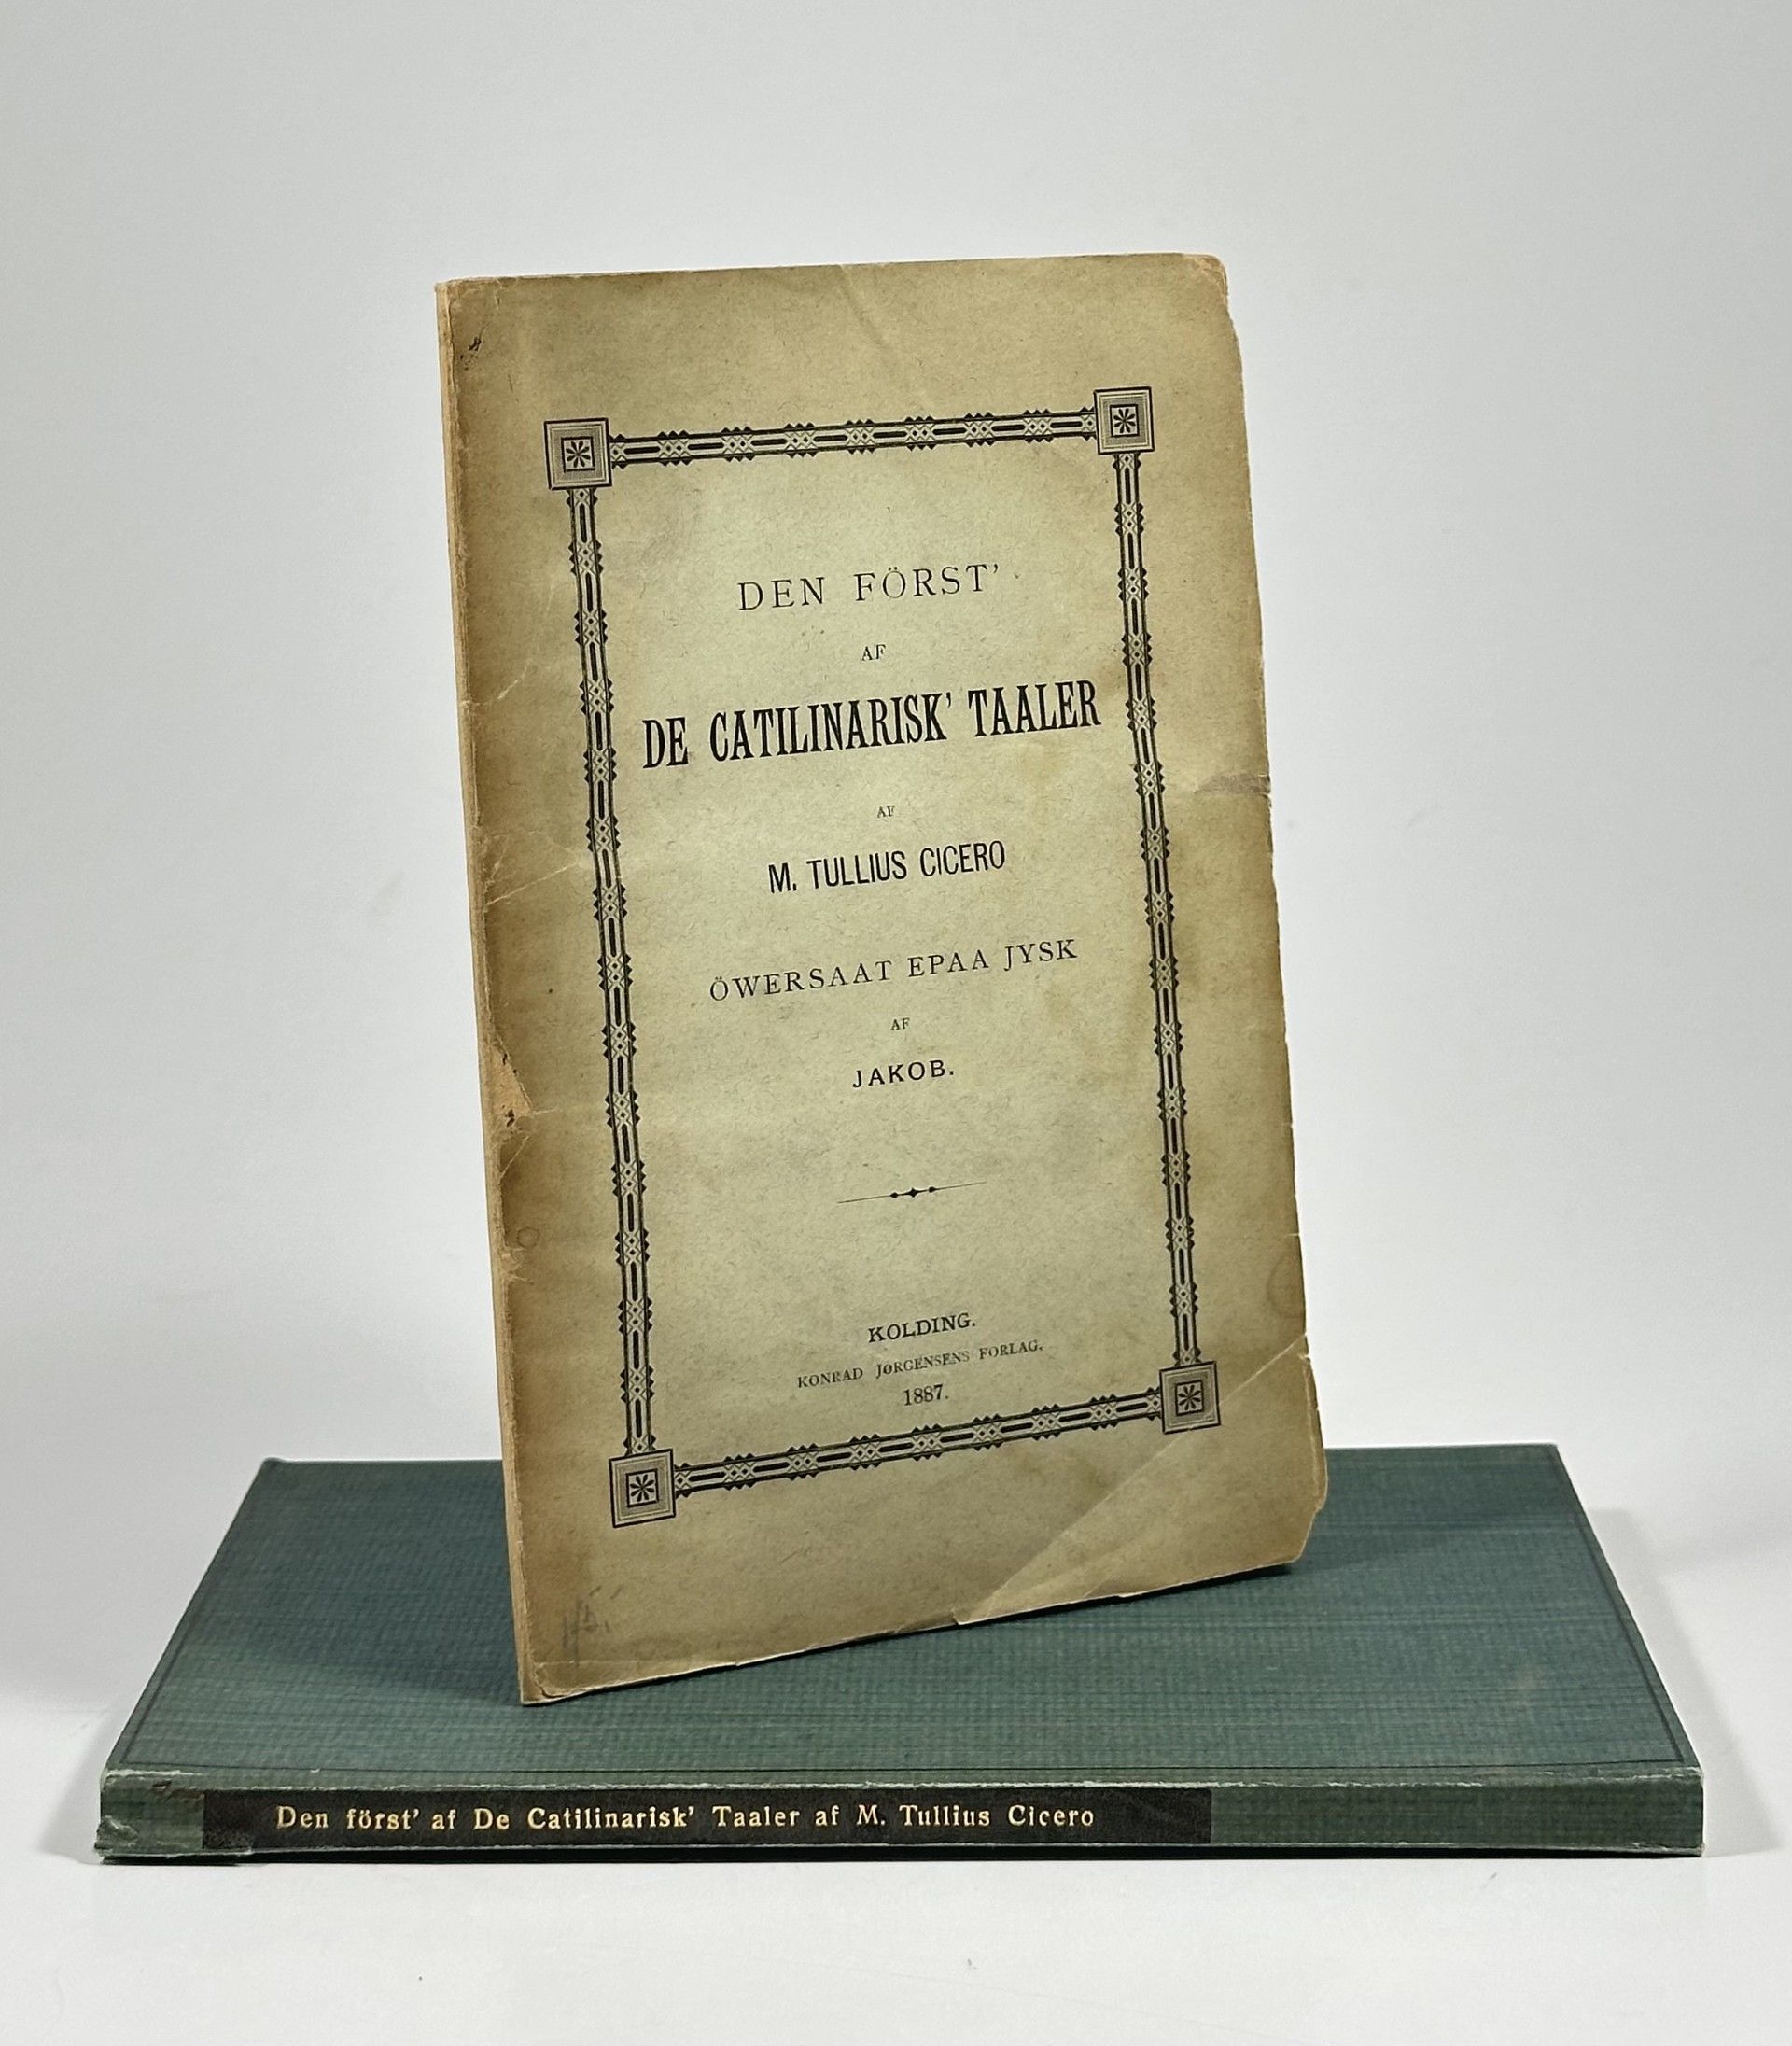 DEN FÖRST'
AF
DE CATILINARISK' TAALER
AF
M. TULLIUS CICERO
ÖWERSAAT EPAA JYSK
AF
JAKOB.
KOLDING.
KONRAD JØRGENSENS FORLAG.
1887.
Den först' af De Catilinarisk' Taaler af M. Tullius Cicero